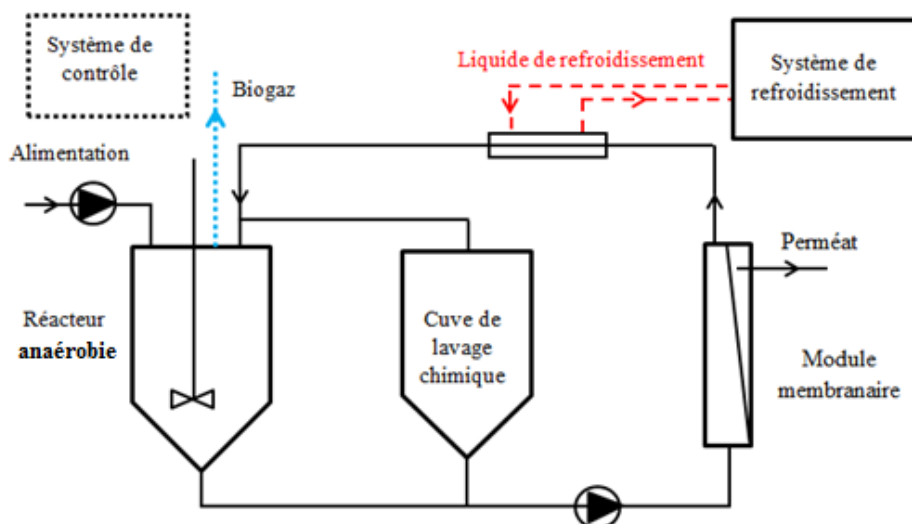 Système de
contrôle
Biogaz
Liquide de refroidissement
Système de
refroidissement
Alimentation
Perméat
Réacteur
anaérobie
Cuve de
lavage
chimique
Module
membranaire